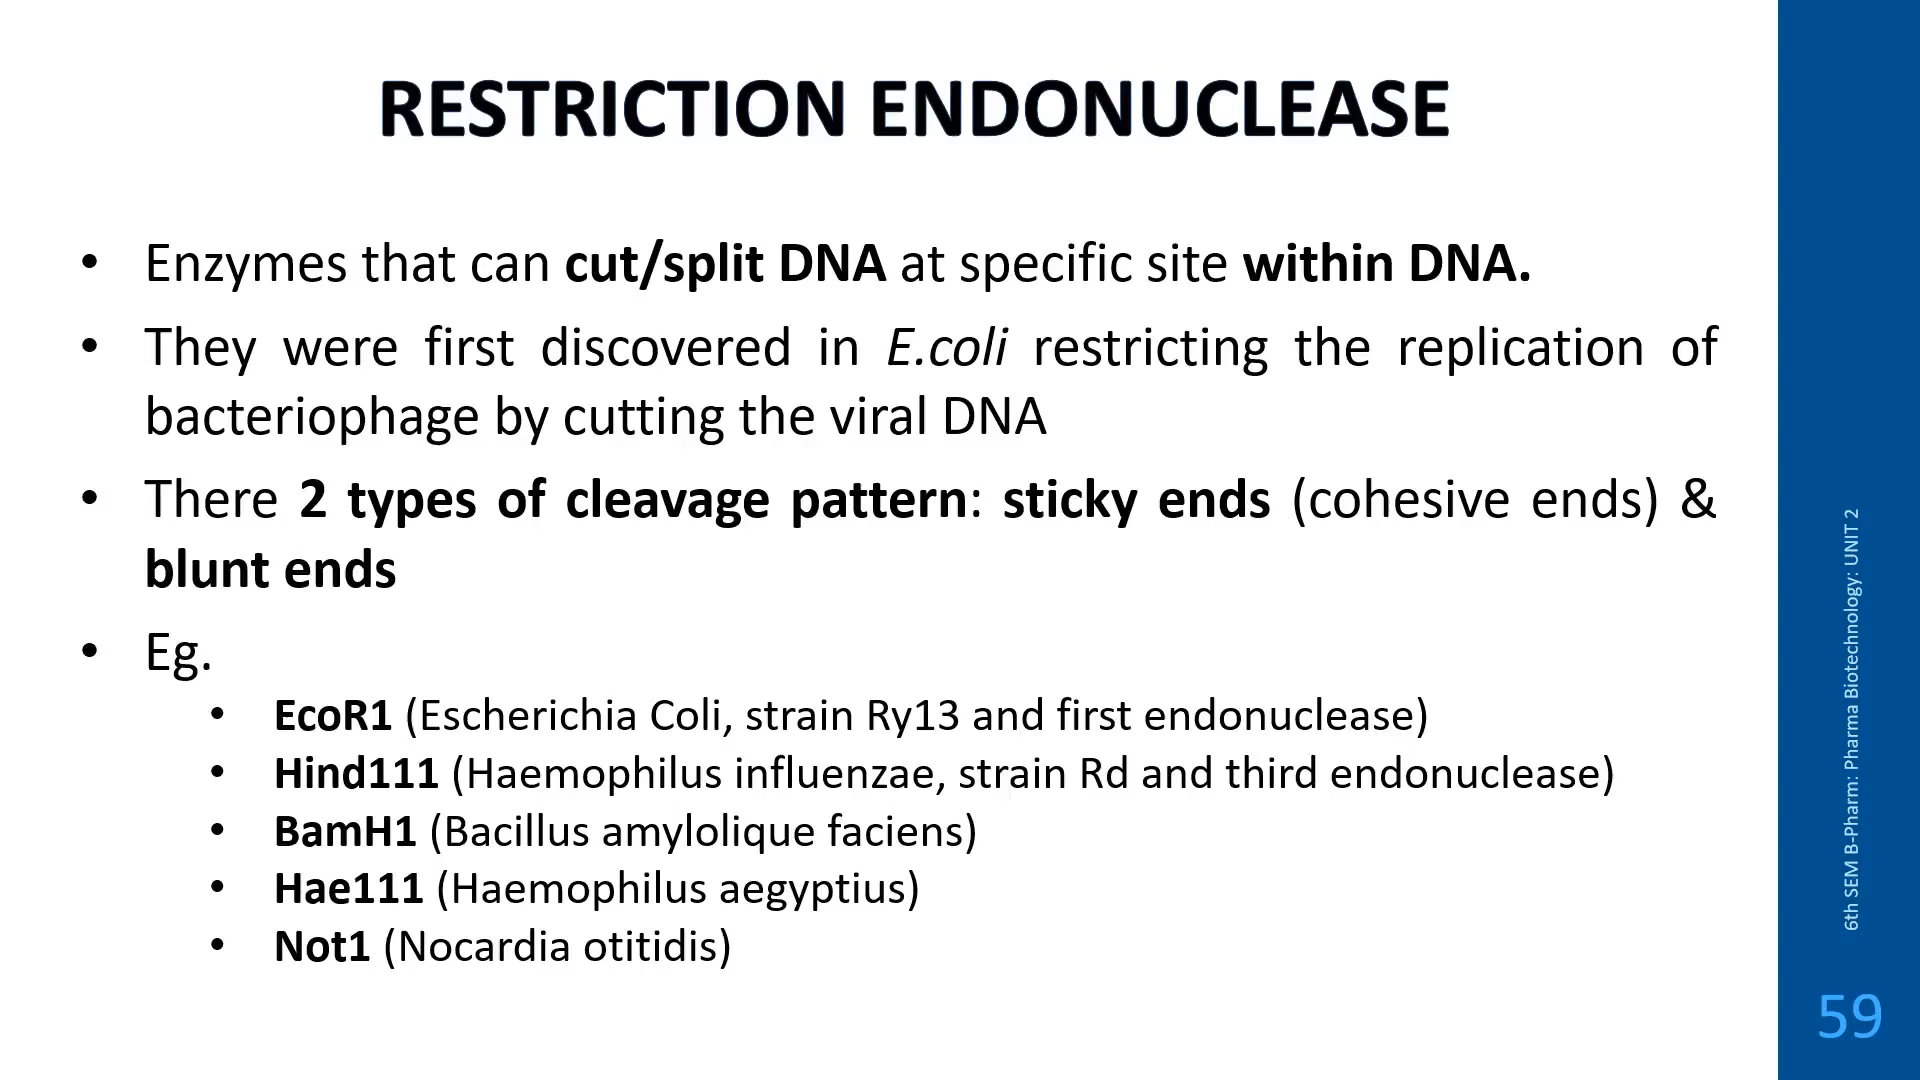 RESTRICTION ENDONUCLEASE
• Enzymes that can cut/split DNA at specific site within DNA.
• They were first discovered in E.coli restricting the replication of
bacteriophage by cutting the viral DNA
• There 2 types of cleavage pattern: sticky ends (cohesive ends) &
blunt ends
• Eg.
• EcoR1 (Escherichia Coli, strain Ry13 and first endonuclease)
• Hind111 (Haemophilus influenzae, strain Rd and third endonuclease)
• BamH1 (Bacillus amylolique faciens)
• Hae111 (Haemophilus aegyptius)
• Not1 (Nocardia otitidis)
6th SEM B-Pharm: Pharma Biotechnology: UNIT 2
59